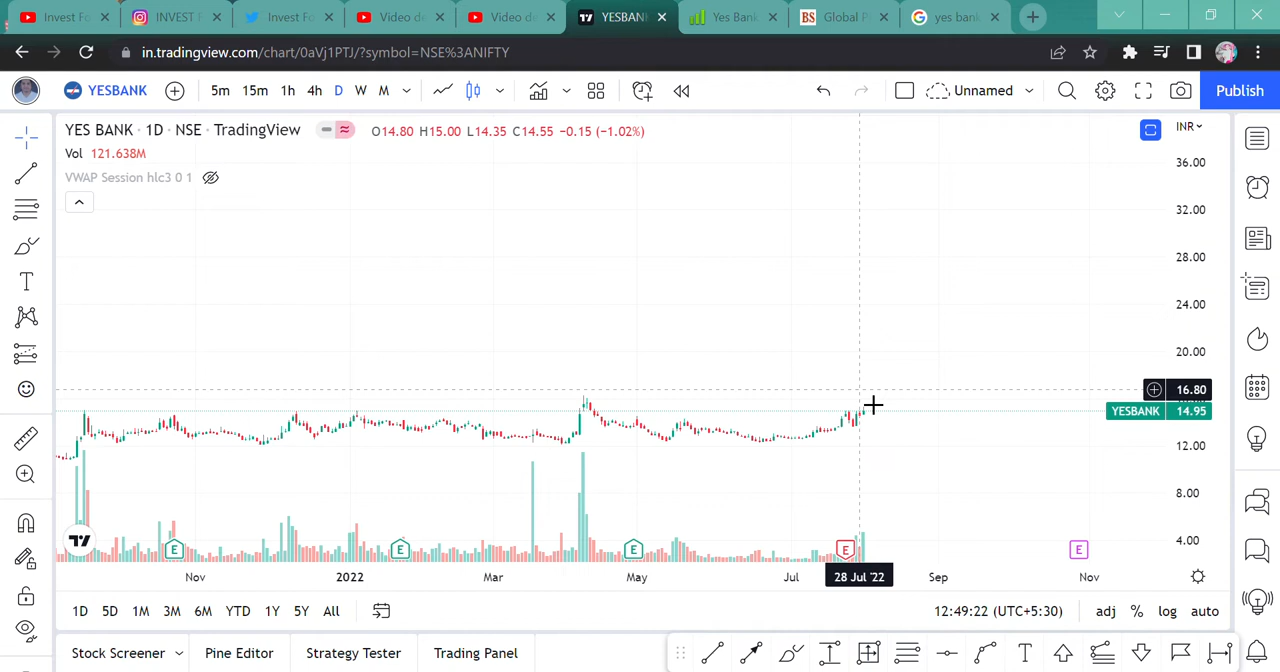 Invest Fo
INVEST F
Invest Fo
Video de
Video de
YESBANK
Yes Bank
BS Global P
yes bank
in.tradingview.com/chart/0aVj1PTJ/?symbol=NSE%3ANIFTY
YESBANK 5m 15m 1h 4h D W M Unnamed Publish
YES BANK · 1D · NSE · TradingView O14.80 H15.00 L14.35 C14.55 −0.15 (−1.02%) INR
Vol 121.638M
VWAP Session hlc3 0 1
36.00
32.00
28.00
24.00
20.00
16.80
YESBANK 14.95
12.00
8.00
4.00
E E E E E
Nov 2022 Mar May Jul 28 Jul '22 Sep Nov
1D 5D 1M 3M 6M YTD 1Y 5Y All 12:49:22 (UTC+5:30) adj % log auto
Stock Screener Pine Editor Strategy Tester Trading Panel